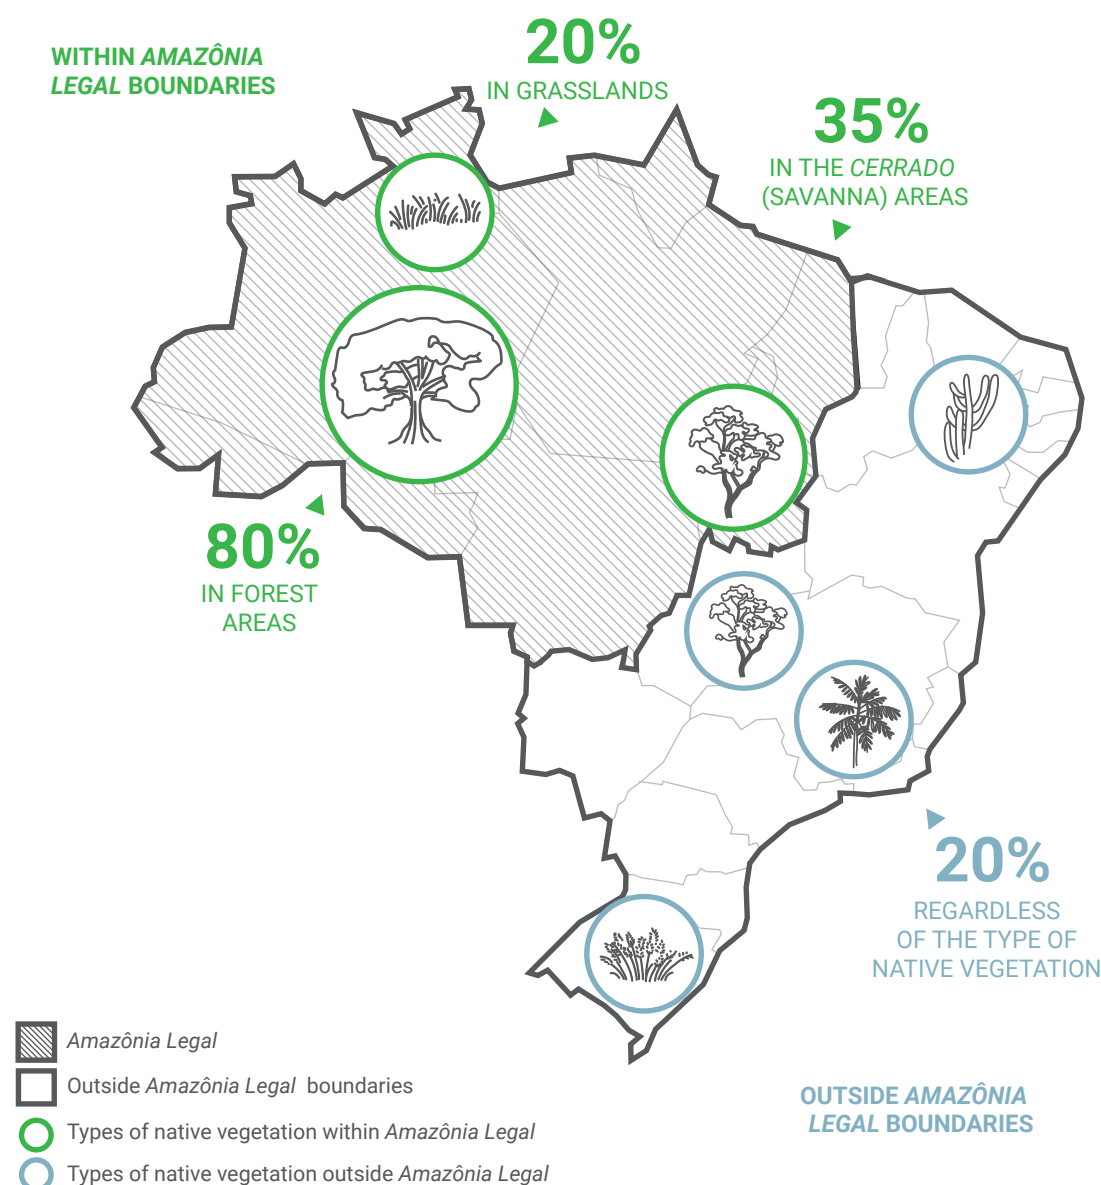 WITHIN AMAZÔNIA
LEGAL BOUNDARIES
20%
IN GRASSLANDS
35%
IN THE CERRADO
(SAVANNA) AREAS
80%
IN FOREST
AREAS
20%
REGARDLESS
OF THE TYPE OF
NATIVE VEGETATION
Amazônia Legal
Outside Amazônia Legal boundaries
Types of native vegetation within Amazônia Legal
Types of native vegetation outside Amazônia Legal
OUTSIDE AMAZÔNIA
LEGAL BOUNDARIES